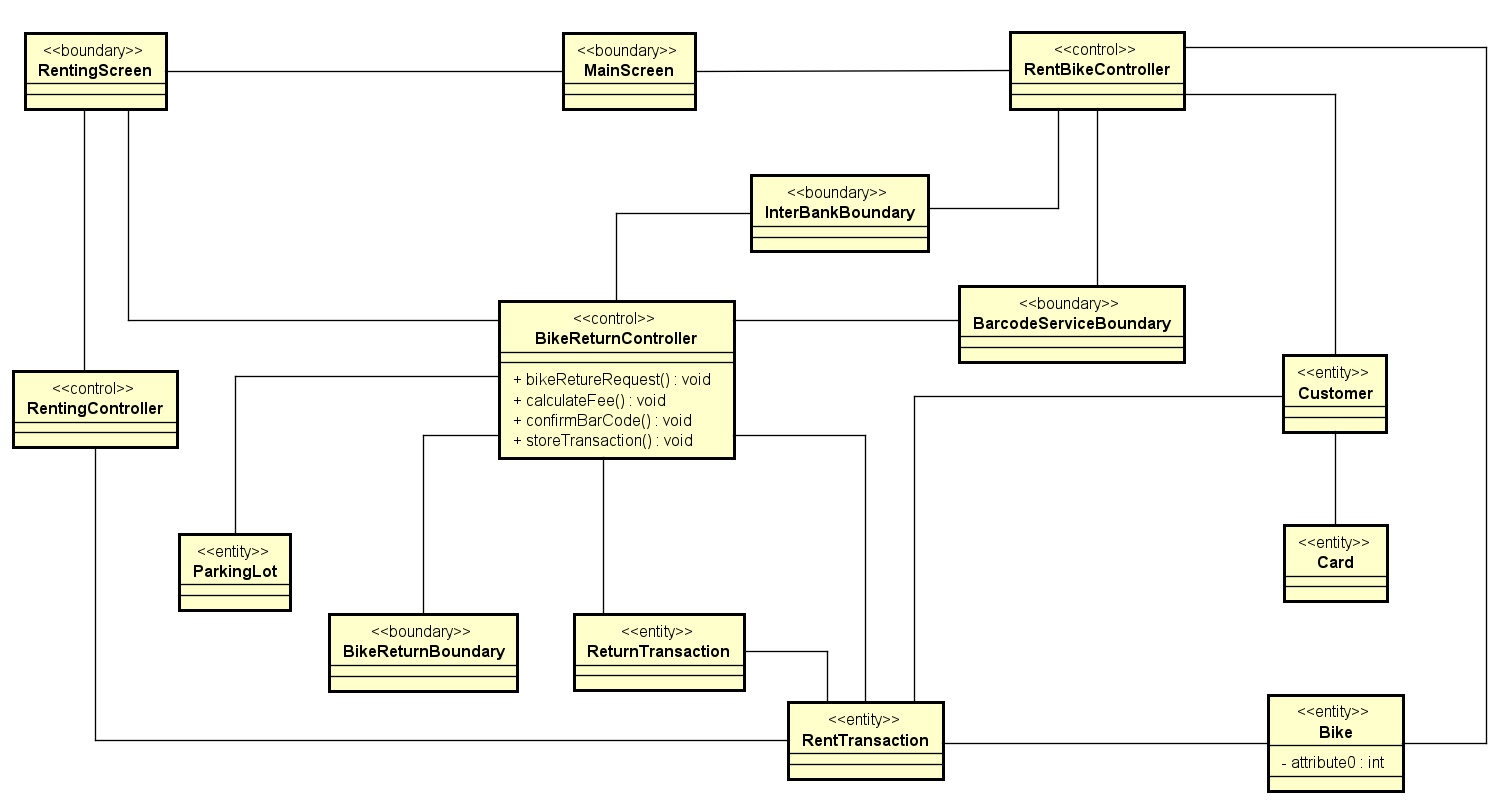 <<boundary>>
RentingScreen
<<boundary>>
MainScreen
<<control>>
RentBikeController
<<boundary>>
InterBankBoundary
<<boundary>>
BarcodeServiceBoundary
<<control>>
BikeReturnController
+ bikeRetureRequest() : void
+ calculateFee() : void
+ confirmBarCode() : void
+ storeTransaction() : void
<<control>>
RentingController
<<entity>>
Customer
<<entity>>
ParkingLot
<<entity>>
Card
<<boundary>>
BikeReturnBoundary
<<entity>>
ReturnTransaction
<<entity>>
RentTransaction
<<entity>>
Bike
- attribute0 : int